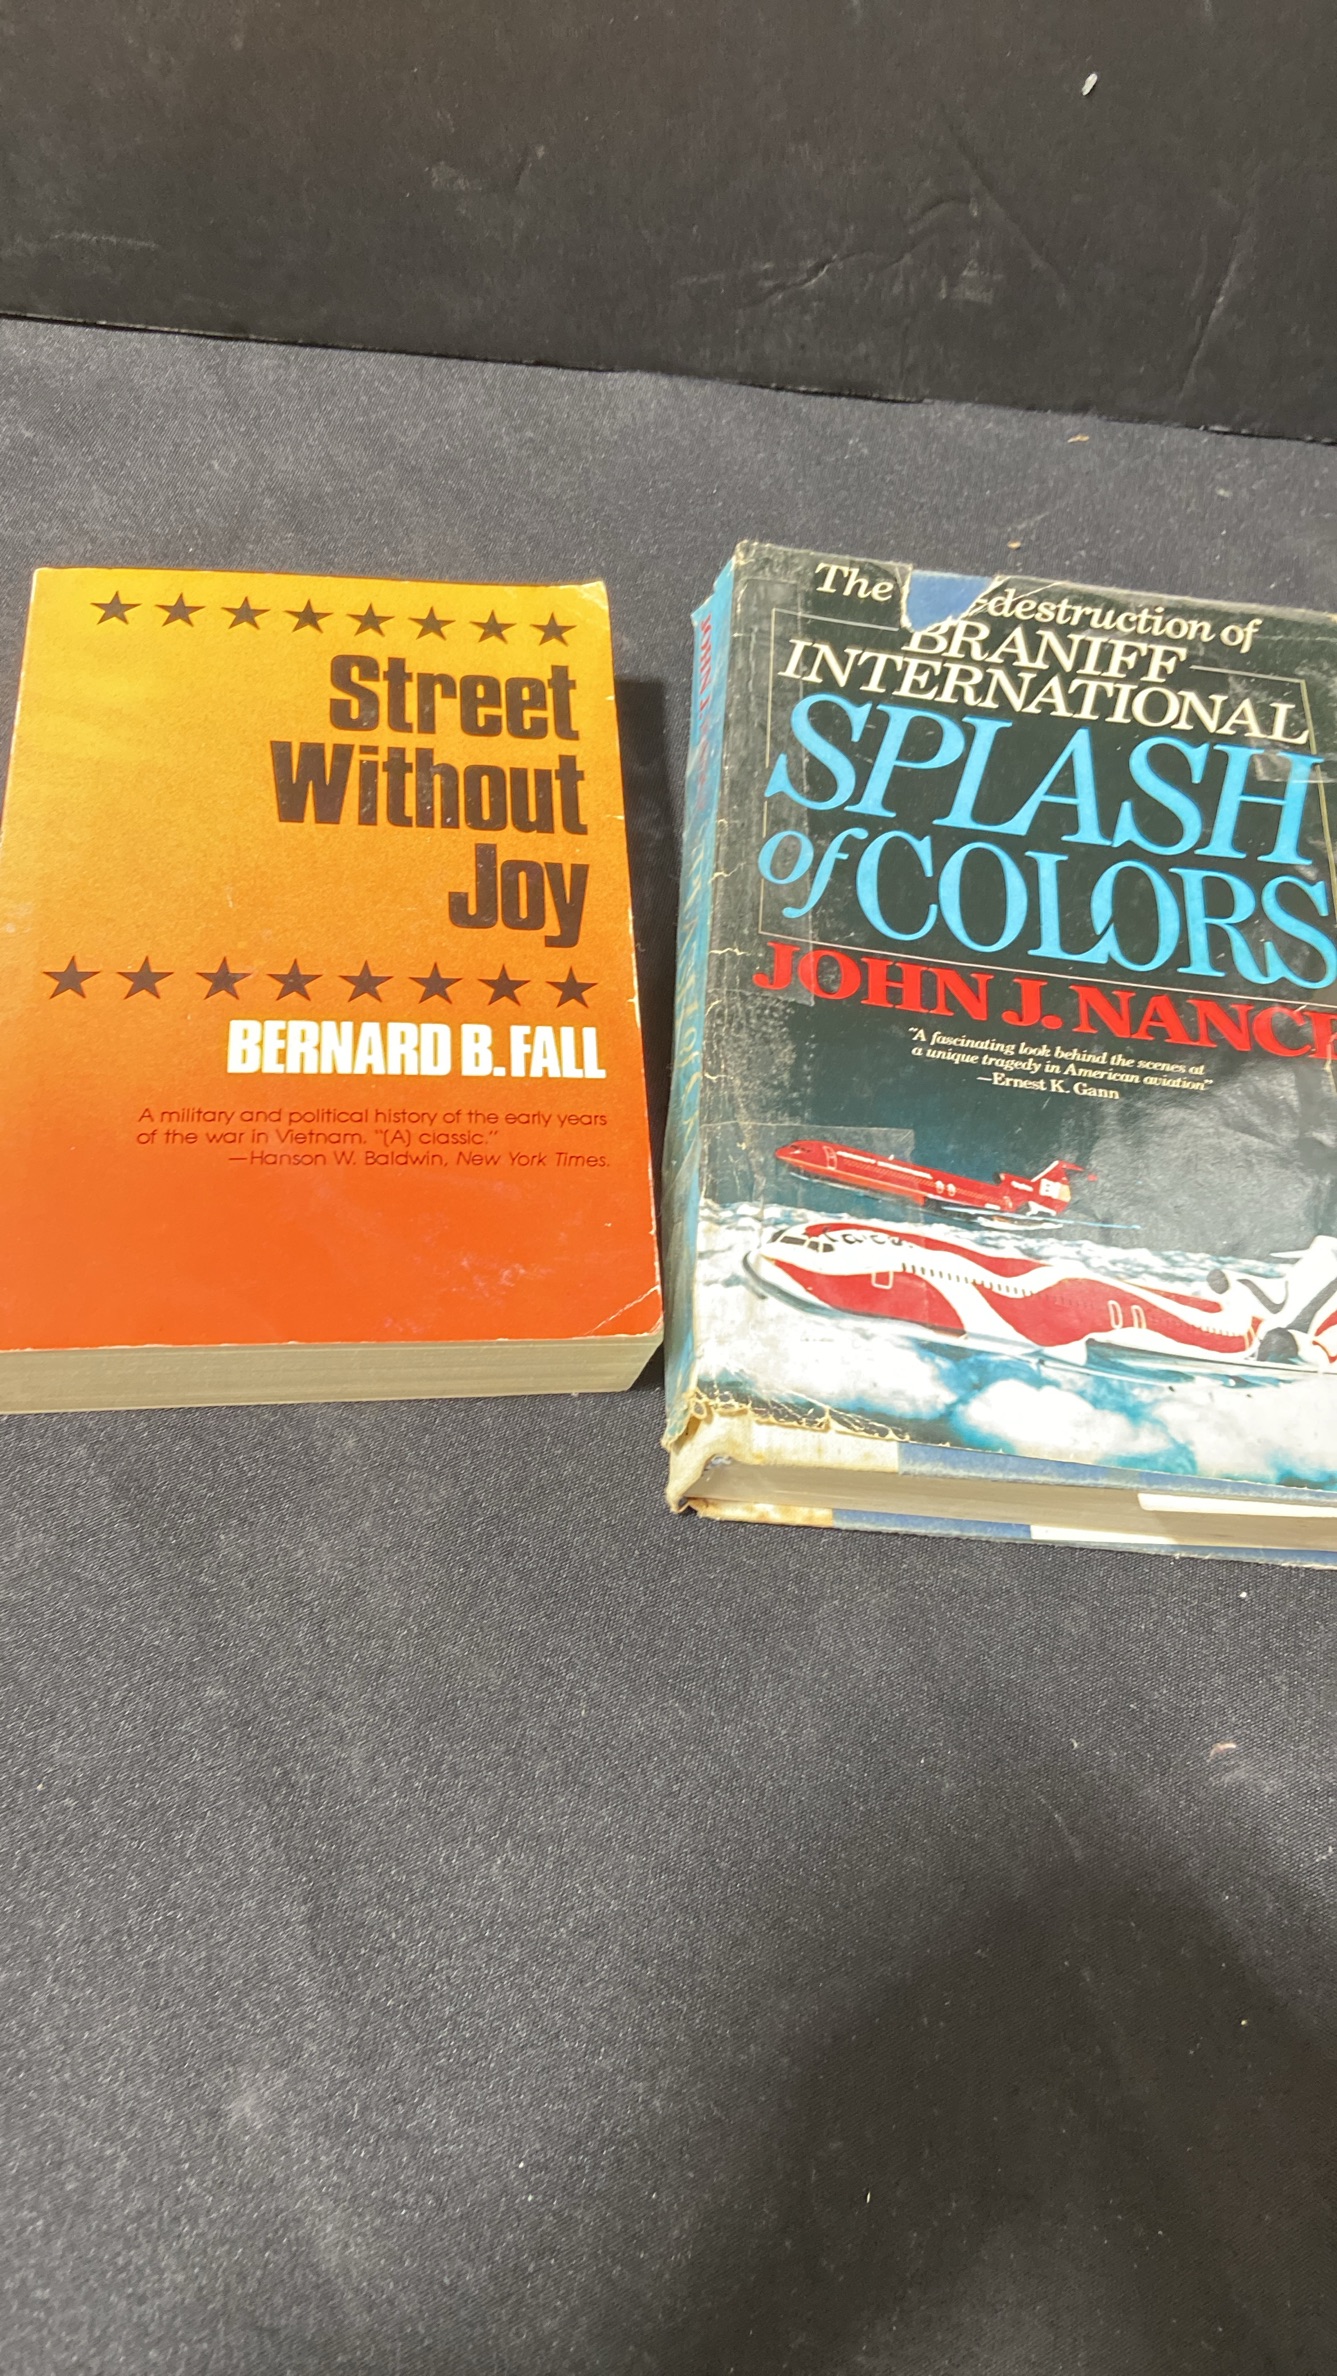 Street
Without
Joy
BERNARD B. FALL
A military and political history of the early years
of the war in Vietnam. "(A) classic."
—Hanson W. Baldwin, New York Times.
The -destruction of
BRANIFF
INTERNATIONAL
SPLASH
of COLORS
JOHN J. NANCE
"A fascinating look behind the scenes at
a unique tragedy in American aviation"
—Ernest K. Gann